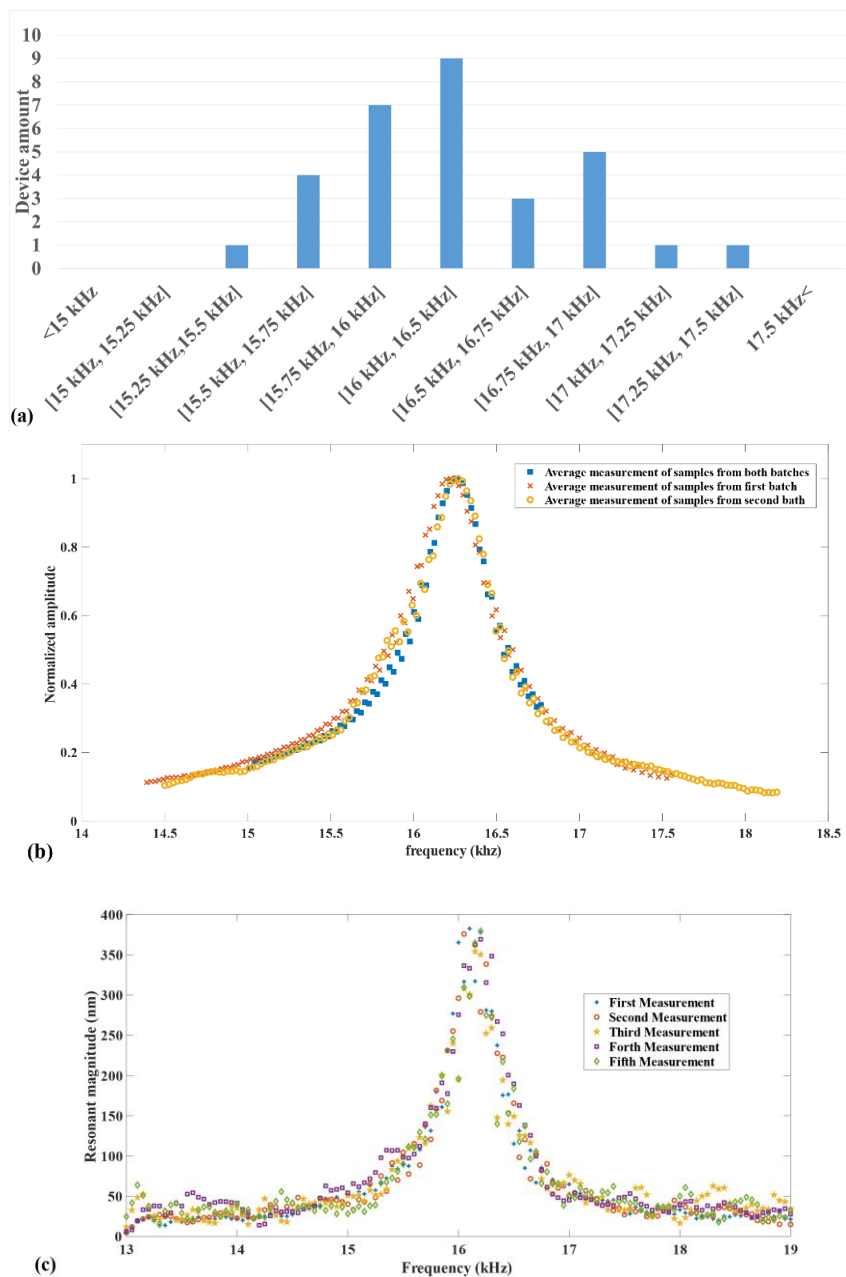 10
9
8
7
6
5
4
3
2
1
0
Device amount
<15 kHz
[15 kHz, 15.25 kHz]
[15.25 kHz,15.5 kHz]
[15.5 kHz, 15.75 kHz]
[15.75 kHz, 16 kHz]
[16 kHz, 16.5 kHz]
[16.5 kHz, 16.75 kHz]
[16.75 kHz, 17 kHz]
[17 kHz, 17.25 kHz]
[17.25 kHz, 17.5 kHz]
17.5 kHz<
(a)
1
0.8
0.6
0.4
0.2
0
Normalized amplitude
Average measurement of samples from both batches
Average measurement of samples from first batch
Average measurement of samples from second bath
14 14.5 15 15.5 16 16.5 17 17.5 18 18.5
frequency (khz)
(b)
400
350
300
250
200
150
100
50
0
Resonant magnitude (nm)
First Measurement
Second Measurement
Third Measurement
Forth Measurement
Fifth Measurement
13 14 15 16 17 18 19
Frequency (kHz)
(c)